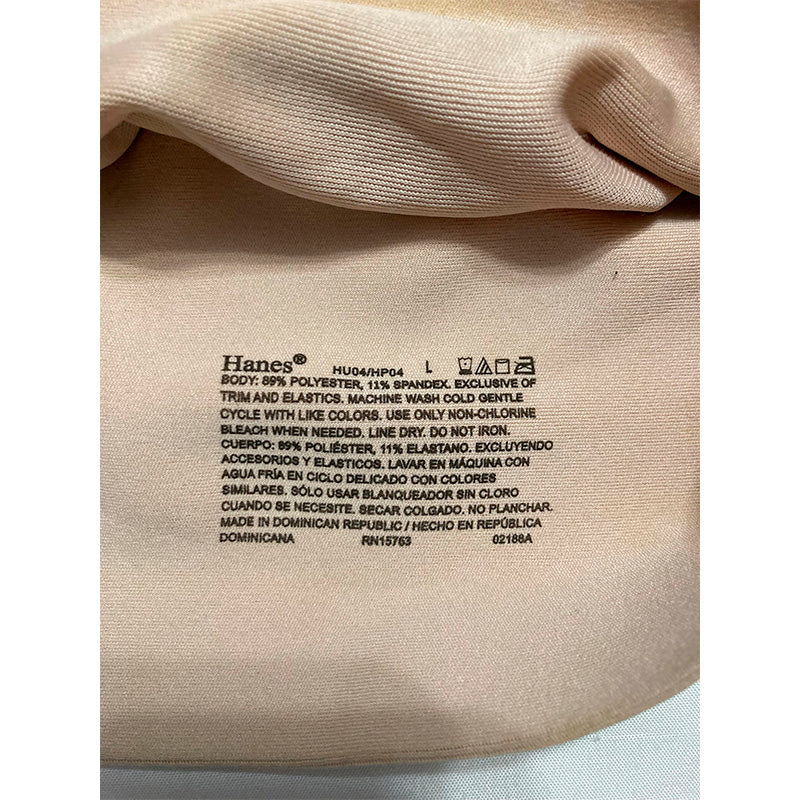 Hanes® HU04/HP04 L
BODY: 89% POLYESTER, 11% SPANDEX. EXCLUSIVE OF
TRIM AND ELASTICS. MACHINE WASH COLD GENTLE
CYCLE WITH LIKE COLORS. USE ONLY NON-CHLORINE
BLEACH WHEN NEEDED. LINE DRY. DO NOT IRON.
CUERPO: 89% POLIÉSTER, 11% ELASTANO. EXCLUYENDO
ACCESORIOS Y ELASTICOS. LAVAR EN MÁQUINA CON
AGUA FRÍA EN CICLO DELICADO CON COLORES
SIMILARES. SÓLO USAR BLANQUEADOR SIN CLORO
CUANDO SE NECESITE. SECAR COLGADO. NO PLANCHAR.
MADE IN DOMINICAN REPUBLIC / HECHO EN REPÚBLICA
DOMINICANA RN15763 02188A